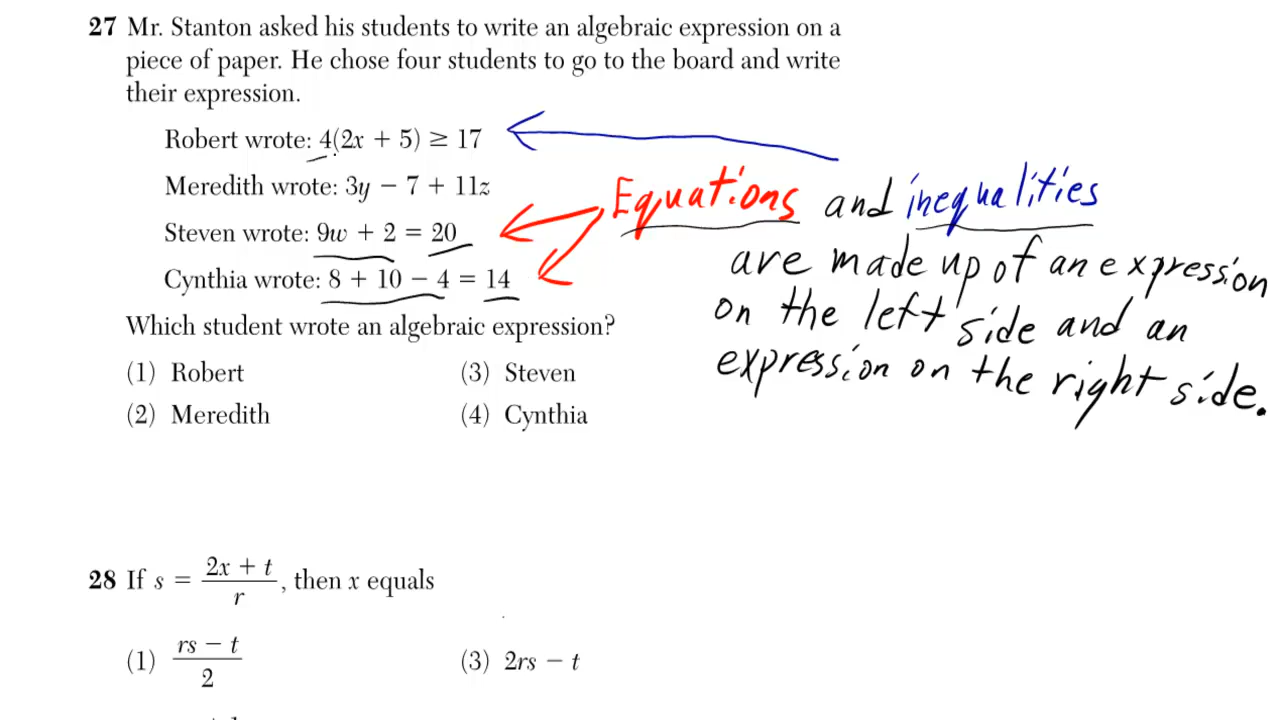 27 Mr. Stanton asked his students to write an algebraic expression on a
piece of paper. He chose four students to go to the board and write
their expression.
Robert wrote: 4(2x + 5) ≥ 17
Meredith wrote: 3y − 7 + 11z
Steven wrote: 9w + 2 = 20
Cynthia wrote: 8 + 10 − 4 = 14
Which student wrote an algebraic expression?
(1) Robert (3) Steven
(2) Meredith (4) Cynthia
Equations and inequalities
are made up of an expression
on the left side and an
expression on the right side.
28 If s = (2x + t)/r, then x equals
(1) (rs − t)/2 (3) 2rs − t